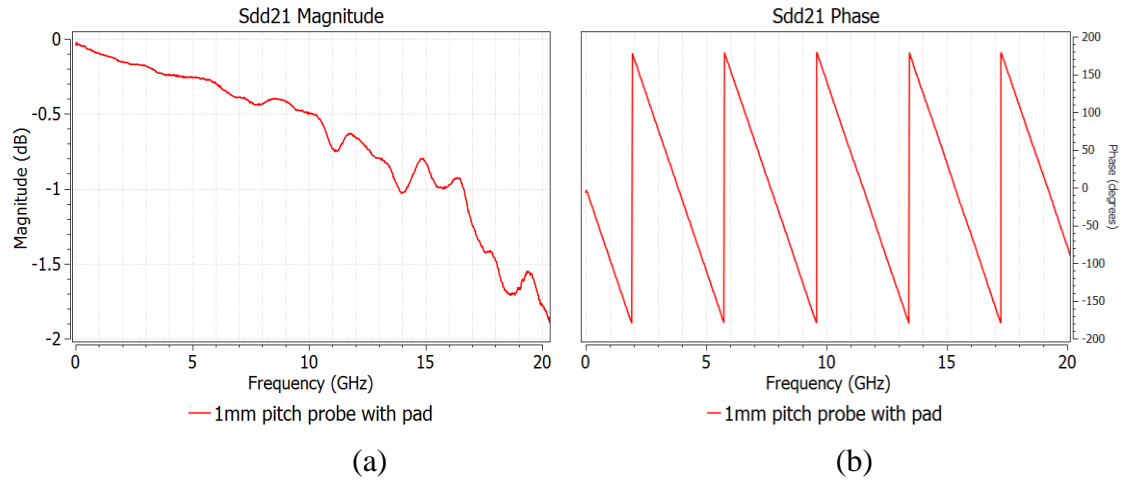 Sdd21 Magnitude
0
-0.5
-1
-1.5
-2
Magnitude (dB)
0
5
10
15
20
Frequency (GHz)
1mm pitch probe with pad
(a)
Sdd21 Phase
200
150
100
50
0
-50
-100
-150
-200
Phase (degrees)
0
5
10
15
20
Frequency (GHz)
1mm pitch probe with pad
(b)